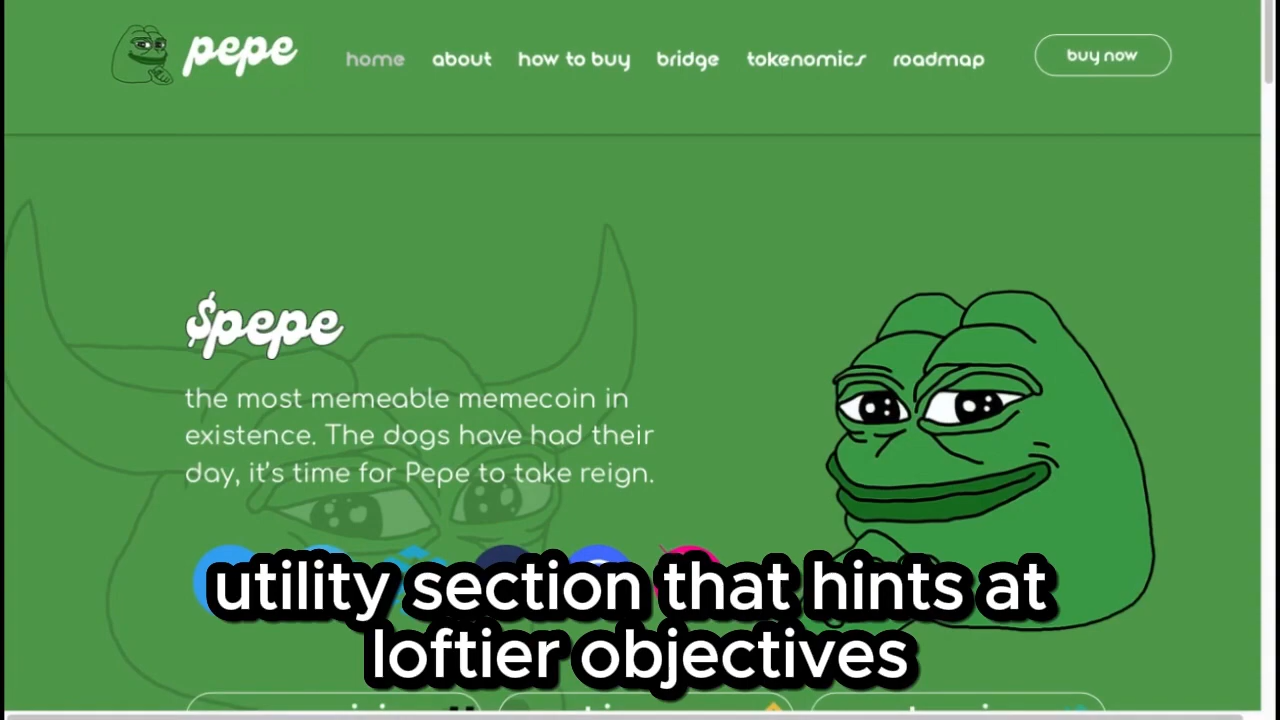 pepe
home about how to buy bridge tokenomics roadmap
buy now
$pepe
the most memeable memecoin in
existence. The dogs have had their
day, it's time for Pepe to take reign.
utility section that hints at
loftier objectives